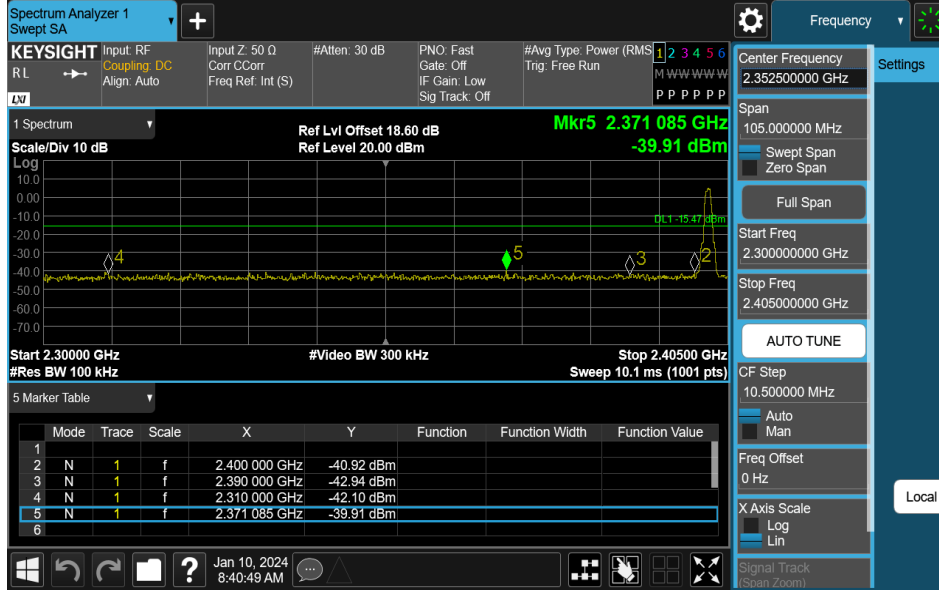 Spectrum Analyzer 1
Swept SA
+
Frequency
KEYSIGHT
R L
LXI
Input: RF
Coupling: DC
Align: Auto
Input Z: 50 Ω
Corr CCorr
Freq Ref: Int (S)
#Atten: 30 dB
PNO: Fast
Gate: Off
IF Gain: Low
Sig Track: Off
#Avg Type: Power (RMS
Trig: Free Run
1 2 3 4 5 6
M W W W W W
P P P P P P
1 Spectrum
Scale/Div 10 dB
Ref Lvl Offset 18.60 dB
Ref Level 20.00 dBm
Mkr5 2.371 085 GHz
-39.91 dBm
Log
10.0
0.00
-10.0
-20.0
-30.0
-40.0
-50.0
-60.0
-70.0
DL1 -15.47 dBm
4
5
3
2
Start 2.30000 GHz
#Video BW 300 kHz
Stop 2.40500 GHz
#Res BW 100 kHz
Sweep 10.1 ms (1001 pts)
5 Marker Table
Mode Trace Scale X Y Function Function Width Function Value
1
2 N 1 f 2.400 000 GHz -40.92 dBm
3 N 1 f 2.390 000 GHz -42.94 dBm
4 N 1 f 2.310 000 GHz -42.10 dBm
5 N 1 f 2.371 085 GHz -39.91 dBm
6
?
Jan 10, 2024
8:40:49 AM
Center Frequency
2.352500000 GHz
Settings
Span
105.000000 MHz
Swept Span
Zero Span
Full Span
Start Freq
2.300000000 GHz
Stop Freq
2.405000000 GHz
AUTO TUNE
CF Step
10.500000 MHz
Auto
Man
Freq Offset
0 Hz
Local
X Axis Scale
Log
Lin
Signal Track
(Span Zoom)